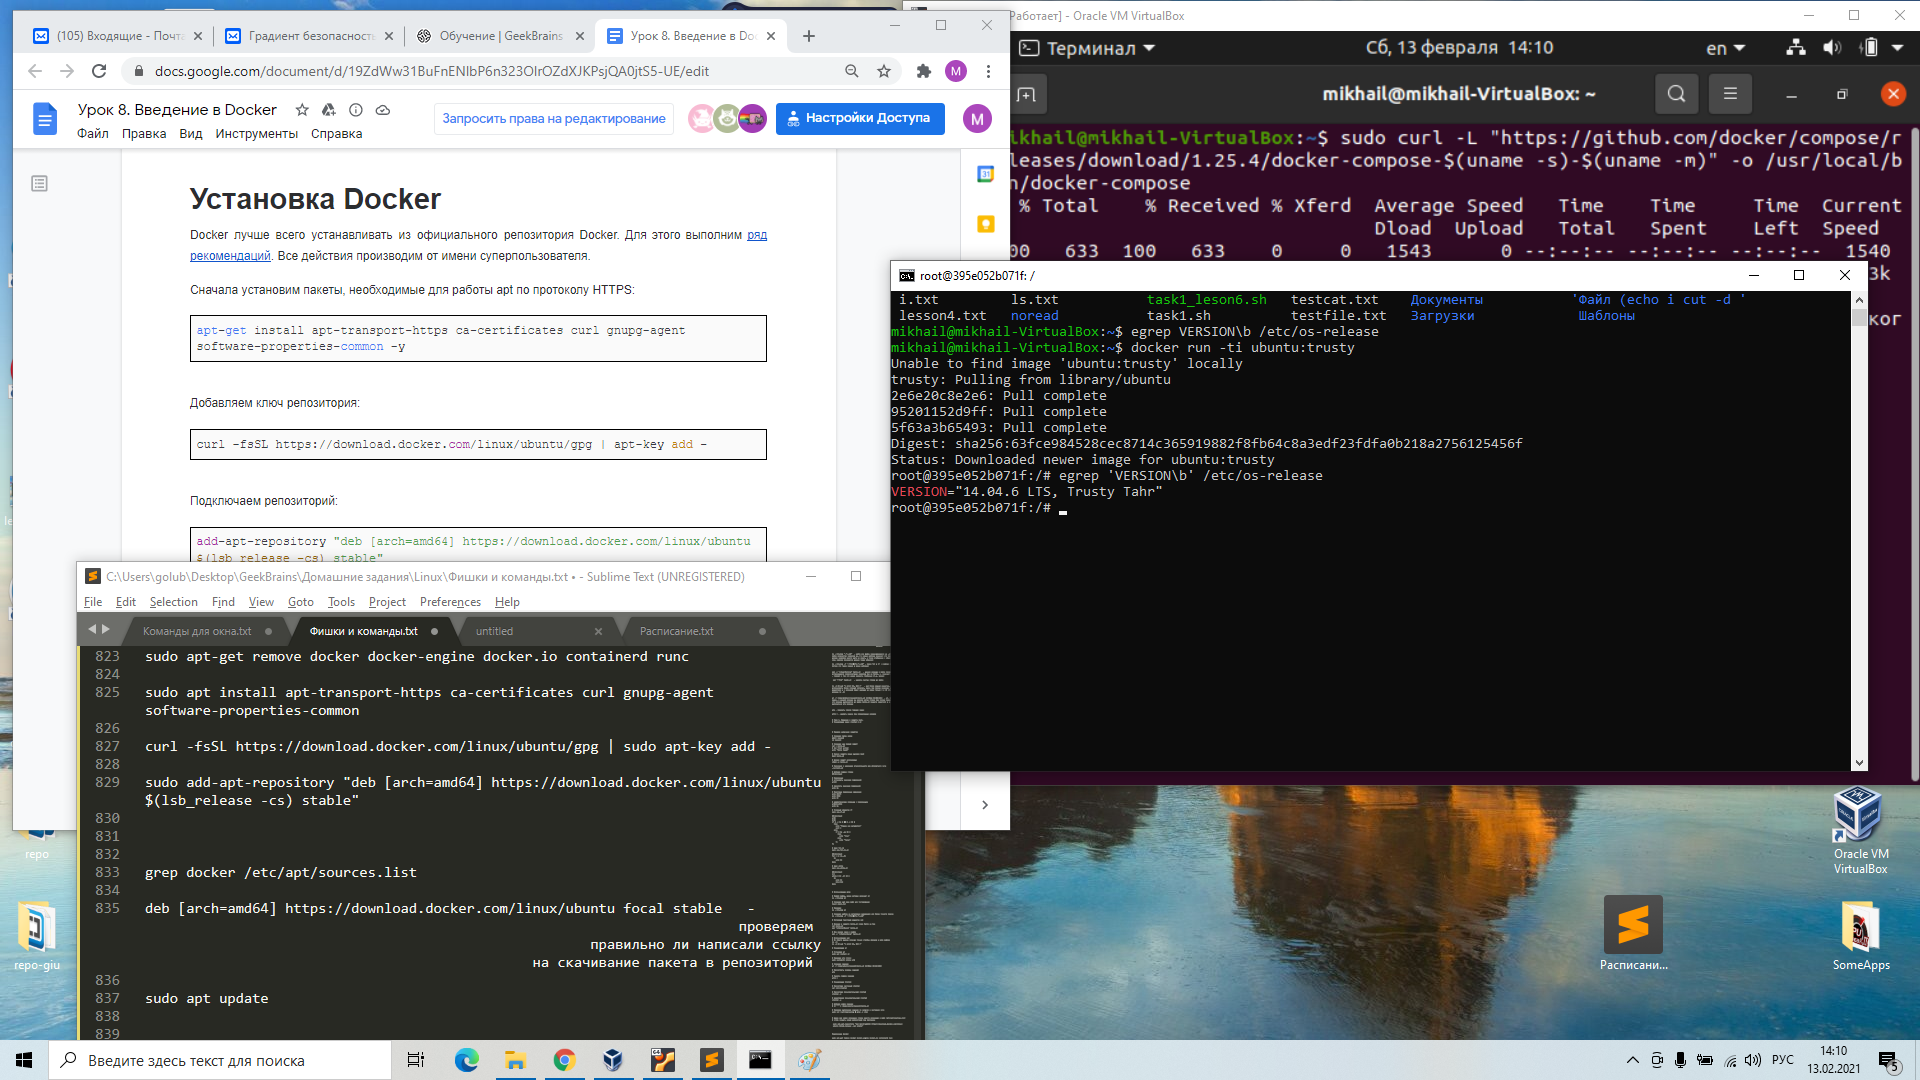 (105) Входящие - Почта
Градиент безопасность
Обучение | GeekBrains
Урок 8. Введение в Do
docs.google.com/document/d/19ZdWw31BuFnENIbP6n323OIrOZdXJKPsjQA0jtS5-UE/edit
M
Урок 8. Введение в Docker
Файл Правка Вид Инструменты Справка
Запросить права на редактирование
Настройки Доступа
M
Установка Docker
Docker лучше всего устанавливать из официального репозитория Docker. Для этого выполним ряд
рекомендаций. Все действия производим от имени суперпользователя.
Сначала установим пакеты, необходимые для работы apt по протоколу HTTPS:
apt-get install apt-transport-https ca-certificates curl gnupg-agent
software-properties-common -y
Добавляем ключ репозитория:
curl -fsSL https://download.docker.com/linux/ubuntu/gpg | apt-key add -
Подключаем репозиторий:
add-apt-repository "deb [arch=amd64] https://download.docker.com/linux/ubuntu
$(lsb_release -cs) stable"
31
Работает] - Oracle VM VirtualBox
Терминал
Сб, 13 февраля 14:10
en
mikhail@mikhail-VirtualBox: ~
ikhail@mikhail-VirtualBox:~$ sudo curl -L "https://github.com/docker/compose/r
leases/download/1.25.4/docker-compose-$(uname -s)-$(uname -m)" -o /usr/local/b
n/docker-compose
% Total % Received % Xferd Average Speed Time Time Time Current
Dload Upload Total Spent Left Speed
00 633 100 633 0 0 1543 0 --:--:-- --:--:-- --:--:-- 1540
3k
ког
root@395e052b071f: /
i.txt ls.txt task1_leson6.sh testcat.txt Документы 'Файл (echo i cut -d '
lesson4.txt noread task1.sh testfile.txt Загрузки Шаблоны
mikhail@mikhail-VirtualBox:~$ egrep VERSION\b /etc/os-release
mikhail@mikhail-VirtualBox:~$ docker run -ti ubuntu:trusty
Unable to find image 'ubuntu:trusty' locally
trusty: Pulling from library/ubuntu
2e6e20c8e2e6: Pull complete
95201152d9ff: Pull complete
5f63a3b65493: Pull complete
Digest: sha256:63fce984528cec8714c365919882f8fb64c8a3edf23fdfa0b218a2756125456f
Status: Downloaded newer image for ubuntu:trusty
root@395e052b071f:/# egrep 'VERSION\b' /etc/os-release
VERSION="14.04.6 LTS, Trusty Tahr"
root@395e052b071f:/#
C:\Users\golub\Desktop\GeekBrains\Домашние задания\Linux\Фишки и команды.txt • - Sublime Text (UNREGISTERED)
File Edit Selection Find View Goto Tools Project Preferences Help
Команды для окна.txt
Фишки и команды.txt
untitled
Расписание.txt
823 sudo apt-get remove docker docker-engine docker.io containerd runc
824
825 sudo apt install apt-transport-https ca-certificates curl gnupg-agent
software-properties-common
826
827 curl -fsSL https://download.docker.com/linux/ubuntu/gpg | sudo apt-key add -
828
829 sudo add-apt-repository "deb [arch=amd64] https://download.docker.com/linux/ubuntu
$(lsb_release -cs) stable"
830
831
832
833 grep docker /etc/apt/sources.list
834
835 deb [arch=amd64] https://download.docker.com/linux/ubuntu focal stable -
проверяем
правильно ли написали ссылку
на скачивание пакета в репозиторий
836
837 sudo apt update
838
839
repo
repo-giu
Oracle VM
VirtualBox
Расписани...
SomeApps
Введите здесь текст для поиска
РУС
14:10
13.02.2021
5